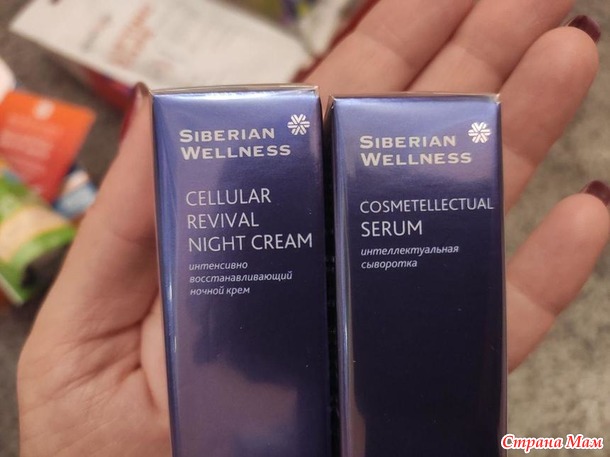 SIBERIAN
WELLNESS
CELLULAR
REVIVAL
NIGHT CREAM
интенсивно
восстанавливающий
ночной крем
SIBERIAN
WELLNESS
COSMETELLECTUAL
SERUM
интеллектуальная
сыворотка
Страна Мам